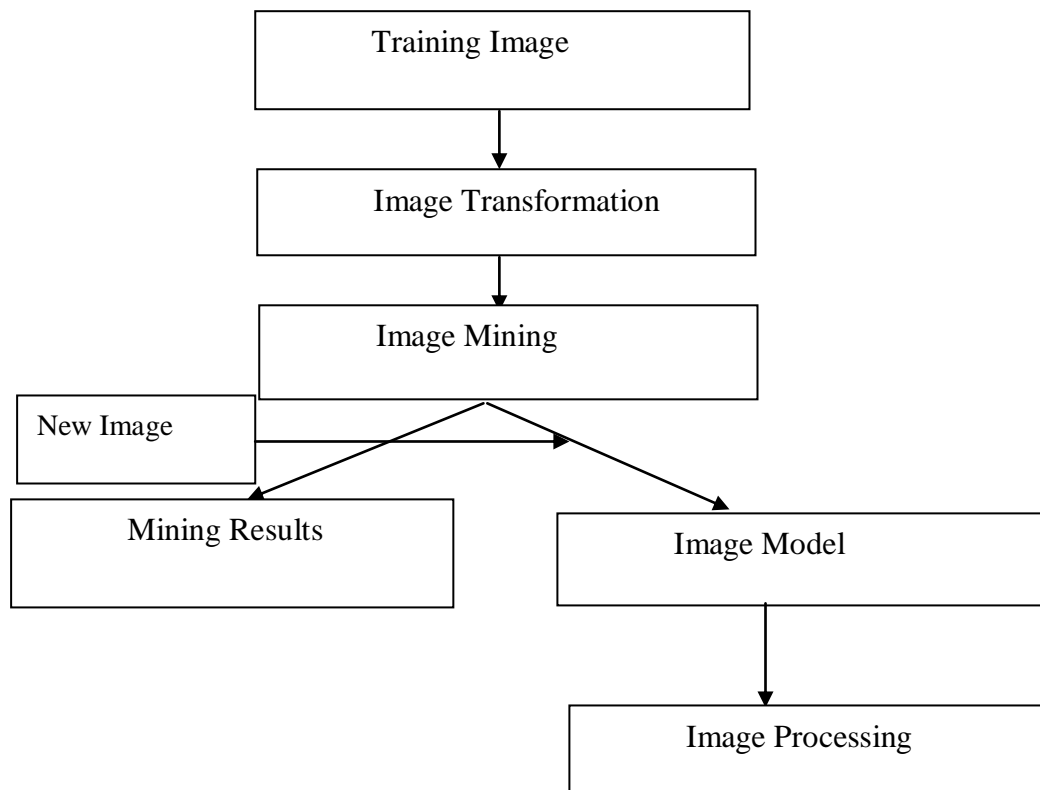 Training Image
Image Transformation
Image Mining
New Image
Mining Results
Image Model
Image Processing